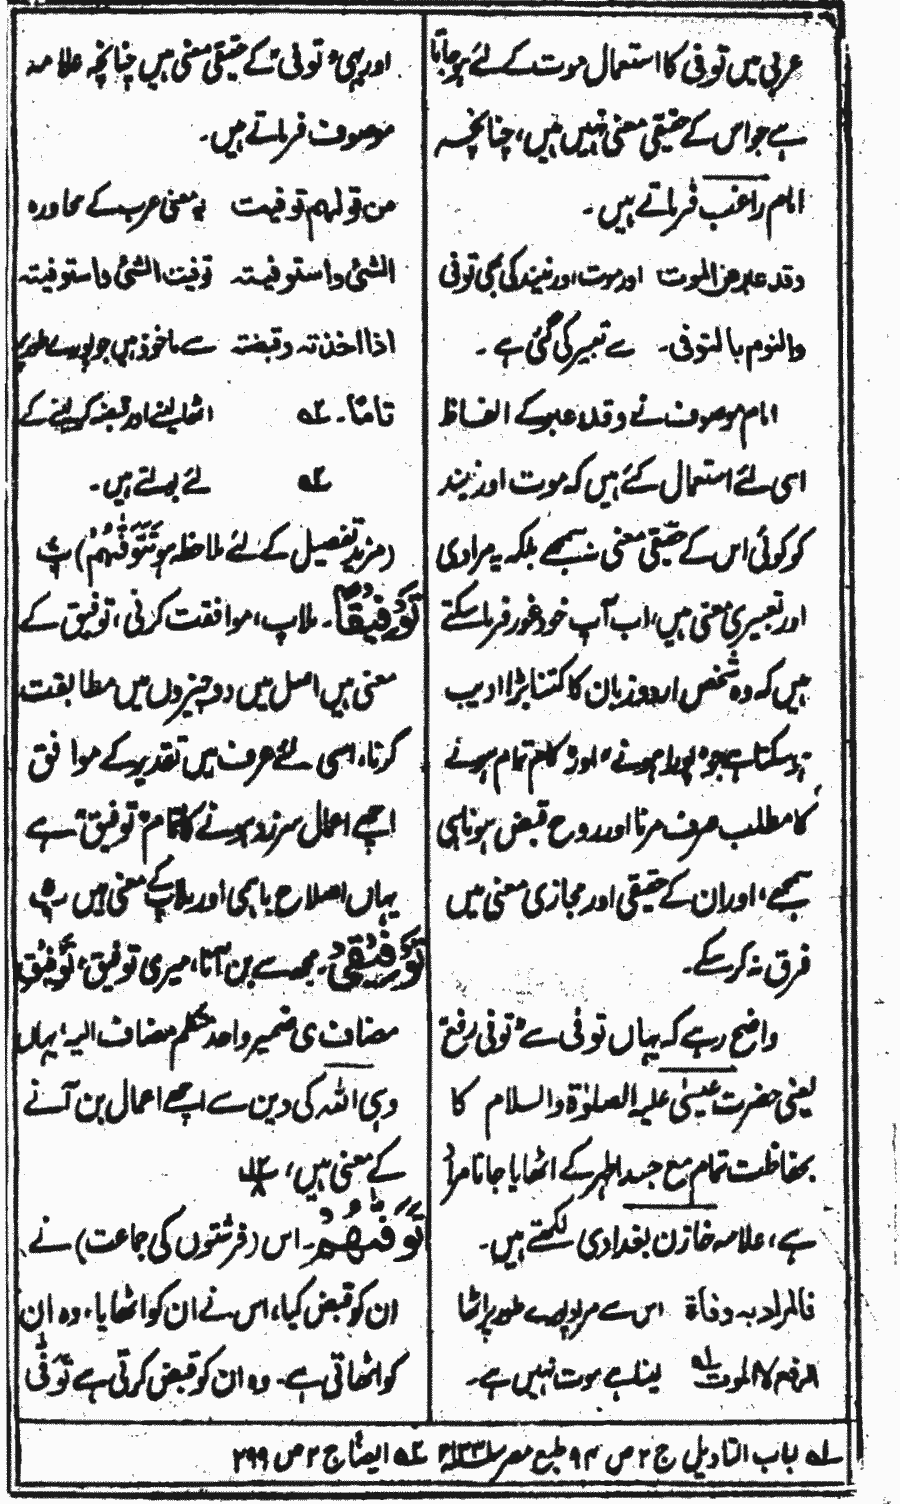 عربی میں توفی کا استعمال موت کے لئے ہو جاتا
ہے جو اس کے حقیقی معنی نہیں ہیں، چنانچہ
امام راغب فرماتے ہیں۔
وقد عبر عن الموت اور موت اور نیند کی بھی توفی
والنوم بالتوفی۔ سے تعبیر کی گئی ہے۔
امام موصوف نے وقد عبر کے الفاظ
اسی لئے استعمال کئے ہیں کہ موت اور نیند
کو کوئی اس کے حقیقی معنی نہ سمجھے بلکہ یہ مرادی
اور تعبیری معنی ہیں، اب آپ خود غور فرما سکتے
ہیں کہ وہ شخص اردو زبان کا کتنا بڑا ادیب
ہو سکتا ہے جو "پورا ہونے" اور "کام تمام ہونے
کا مطلب صرف مرنا اور روح قبض ہونا ہی
سمجھے، اور ان کے حقیقی اور مجازی معنی میں
فرق نہ کر سکے۔
واضح رہے کہ یہاں توفی سے "توفی رفع"
یعنی حضرت عیسیٰ علیہ الصلوٰۃ والسلام کا
بحفاظت تمام مع جسد اطہر کے اٹھایا جانا مراد
ہے، علامہ خازن بغدادی لکھتے ہیں۔
فالمراد بہ وفاۃ اس سے مراد پورے طور پر اٹھا
الرفع لا الموت لینا ہے موت نہیں ہے۔
اور یہی "توفی" کے حقیقی معنی ہیں چنانچہ علامہ
موصوف فرماتے ہیں۔
من قولہم توفیت یہ معنی عرب کے محاورہ
الشئ واستوفیتہ توفیت الشئ واستوفیتہ
اذا اخذتہ وقبضتہ سے ماخوذ ہیں جو پورے طور پر
تامّاً۔ ۲ے اٹھا لینے اور قبضہ کر لینے کے
۲ے لئے بولتے ہیں۔
(مزید تفصیل کے لئے ملاحظہ ہو تَتَوَفّٰہُمْ) پ
تَوْفِیْقاً۔ ملاپ، موافقت کرنی، توفیق کے
معنی ہیں اصل میں دو چیزوں میں مطابقت
کرنا، اسی لئے عرف میں تقدیر کے موافق
اچھے اعمال سرزد ہونے کا نام "توفیق" ہے
یہاں اصلاح باہمی اور ملاپ کے معنی ہیں پ
تَوْفِیْقِیْ۔ مجھ سے بن آنا، میری توفیق، تَوْفِیْقِ
مضاف ی ضمیر واحد متکلم مضاف الیہ، یہاں
وہی اللہ کی دین سے اچھے اعمال بن آنے
کے معنی ہیں، ۱۲
تَوَفّٰھُمْ۔ اس (فرشتوں کی جماعت) نے
ان کو قبض کیا، اس نے ان کو اٹھایا، وہ ان
کو اٹھاتی ہے۔ وہ ان کو قبض کرتی ہے تَوَفّٰی
۱ے باب التاویل ج ۲ ص ۹۴ طبع مصر ۱۳۳۱ ۲ے ایضاً ج ۲ ص ۲۹۹